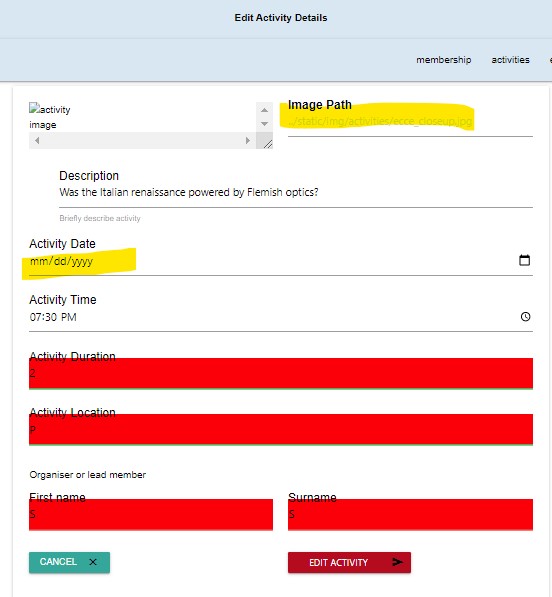 Edit Activity Details
membership activities
activity
image
Image Path
../static/img/activities/ecce_closeup.jpg
Description
Was the Italian renaissance powered by Flemish optics?
Briefly describe activity
Activity Date
mm/dd/yyyy
Activity Time
07:30 PM
Activity Duration
2
Activity Location
P
Organiser or lead member
First name Surname
S S
CANCEL EDIT ACTIVITY